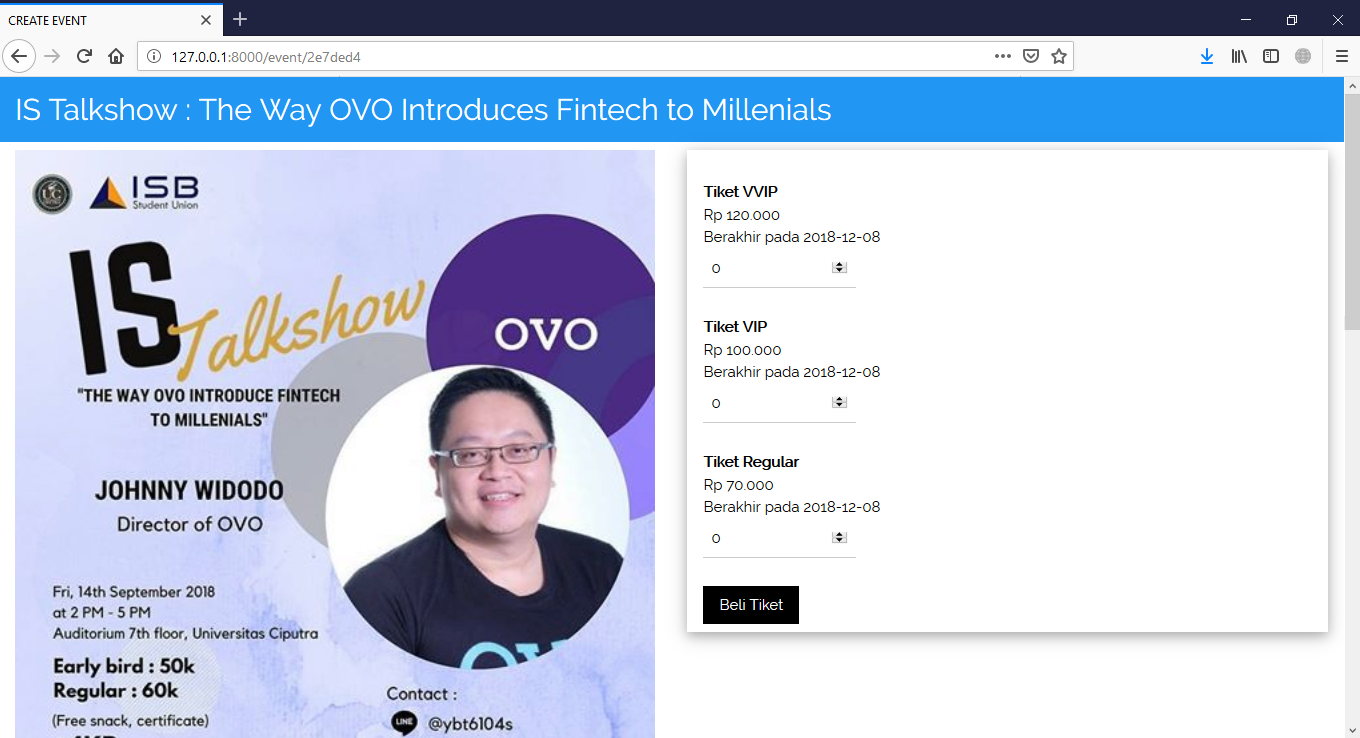 CREATE EVENT
127.0.0.1:8000/event/2e7ded4
IS Talkshow : The Way OVO Introduces Fintech to Millenials
UC
ISB
Student Union
IS
Talkshow
OVO
"THE WAY OVO INTRODUCE FINTECH
TO MILLENIALS"
JOHNNY WIDODO
Director of OVO
Fri, 14th September 2018
at 2 PM - 5 PM
Auditorium 7th floor, Universitas Ciputra
Early bird : 50k
Regular : 60k
(Free snack, certificate)
Contact :
LINE
@ybt6104s
Tiket VVIP
Rp 120.000
Berakhir pada 2018-12-08
0
Tiket VIP
Rp 100.000
Berakhir pada 2018-12-08
0
Tiket Regular
Rp 70.000
Berakhir pada 2018-12-08
0
Beli Tiket